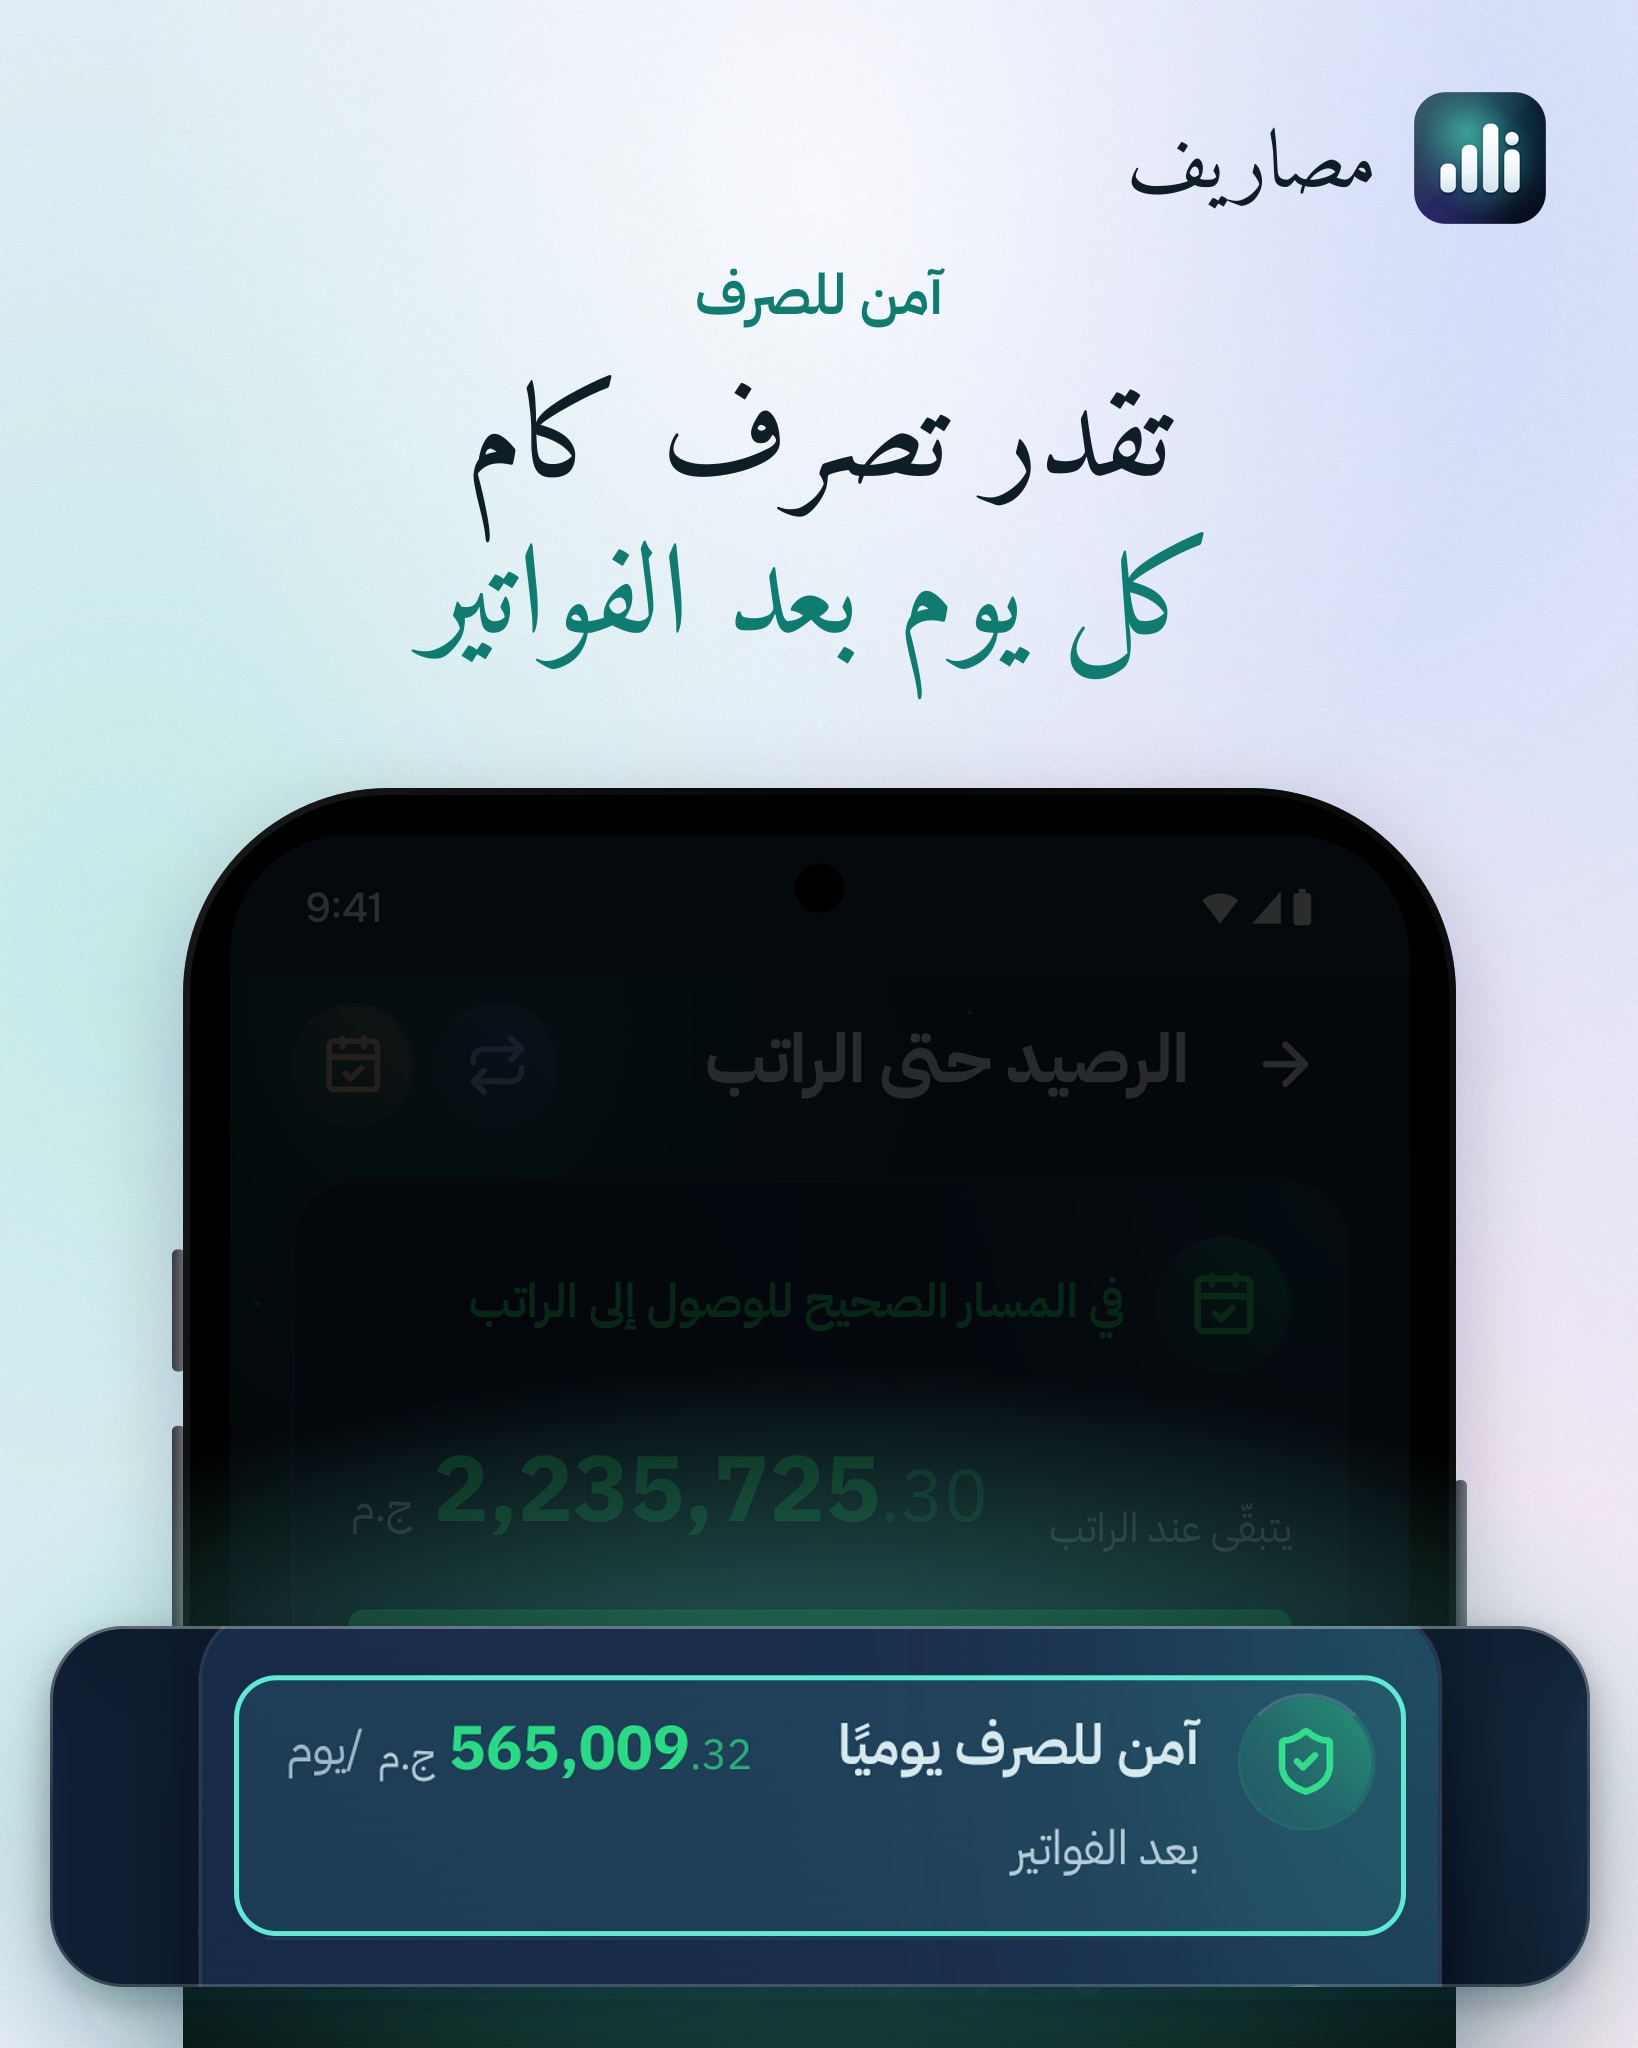 مصاريف
آمن للصرف
تقدر تصرف كام
كل يوم بعد الفواتير
9:41
الرصيد حتى الراتب
في المسار الصحيح للوصول إلى الراتب
يتبقّى عند الراتب 2,235,725.30 ج.م
آمن للصرف يوميًا 565,009.32 ج.م /يوم
بعد الفواتير